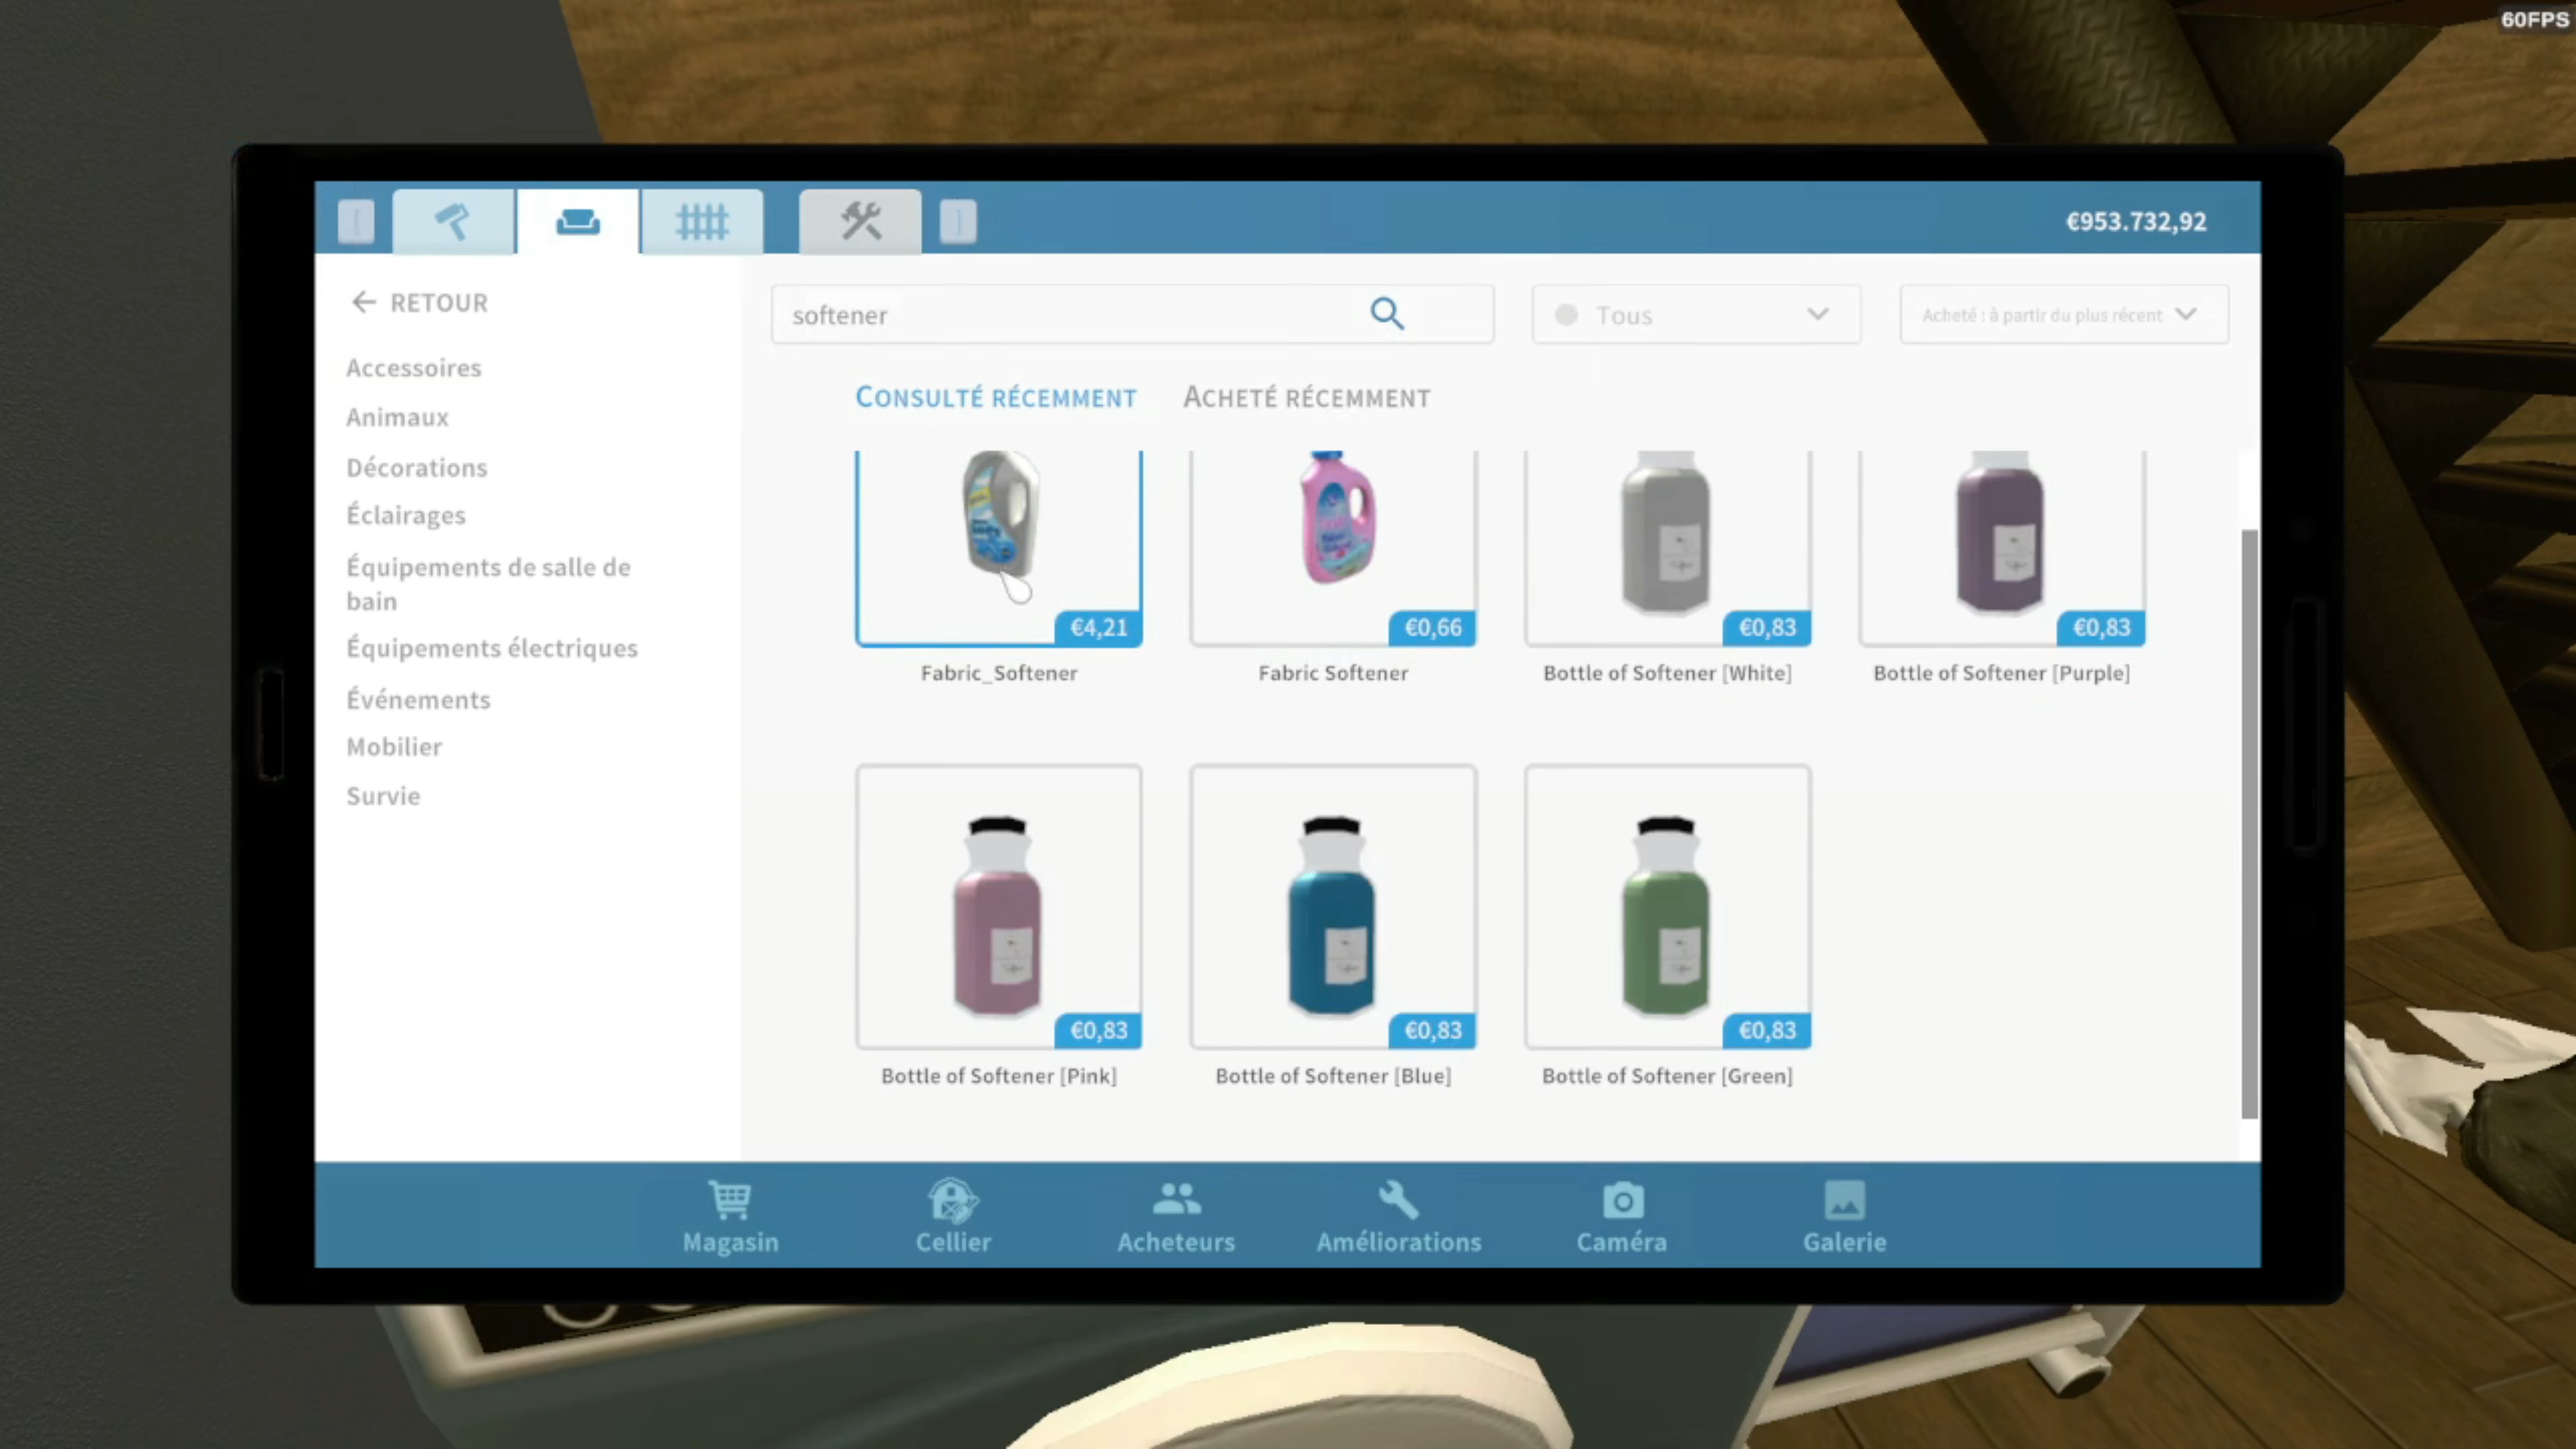 60FPS
€953.732,92
RETOUR
softener
Tous
Acheté : à partir du plus récent
Accessoires
Animaux
Décorations
Éclairages
Équipements de salle de
bain
Équipements électriques
Événements
Mobilier
Survie
CONSULTÉ RÉCEMMENT
ACHETÉ RÉCEMMENT
€4,21
€0,66
€0,83
€0,83
Fabric_Softener
Fabric Softener
Bottle of Softener [White]
Bottle of Softener [Purple]
€0,83
€0,83
€0,83
Bottle of Softener [Pink]
Bottle of Softener [Blue]
Bottle of Softener [Green]
Magasin
Cellier
Acheteurs
Améliorations
Caméra
Galerie